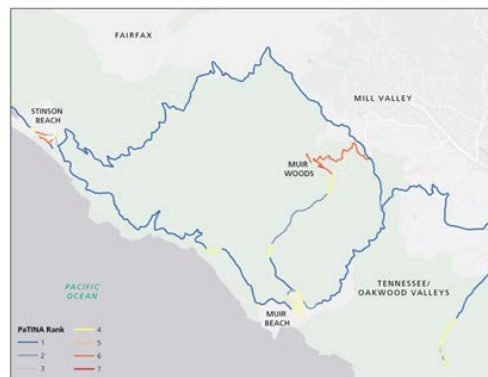 FAIRFAX
MILL VALLEY
STINSON
BEACH
MUIR
WOODS
TENNESSEE/
OAKWOOD VALLEYS
PACIFIC
OCEAN
MUIR
BEACH
PaTINA Rank
1
2
3
4
5
6
7